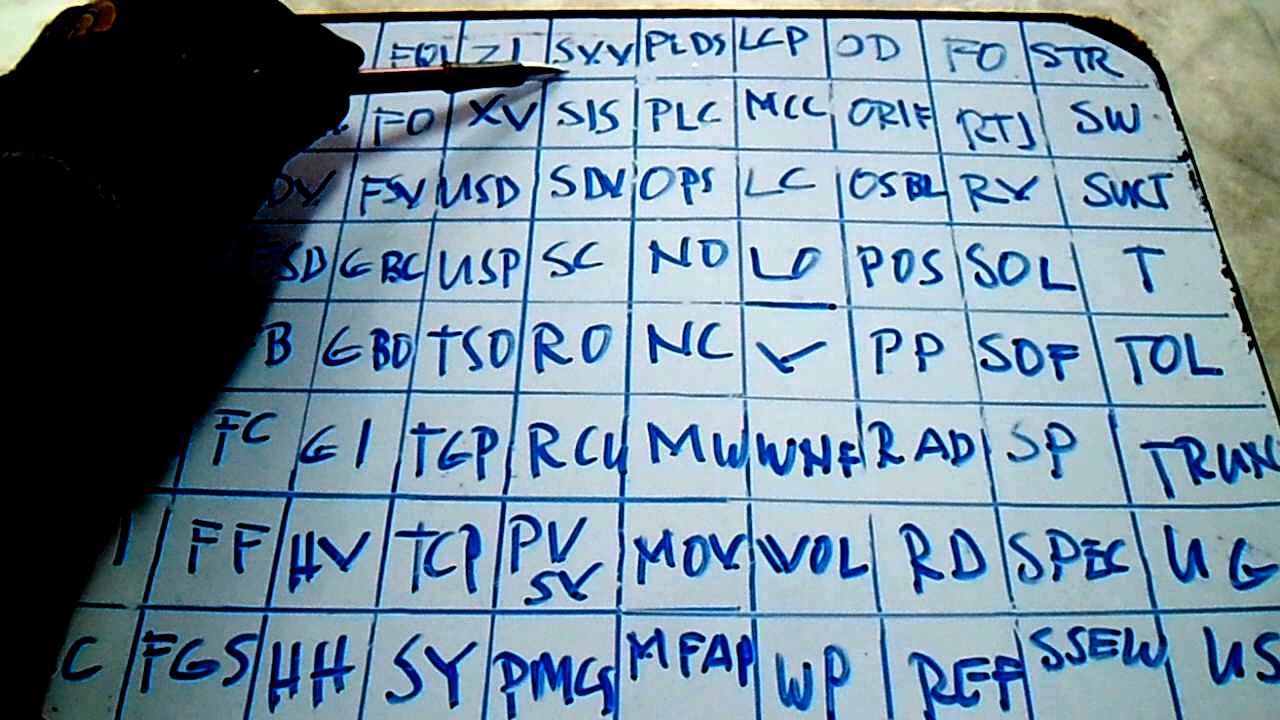 ZI SXV PLDS LCP OD FO STR
FO XV SIS PLC MCC ORIF RTJ SW
FSV USD SDV OPS LC OSBL RV SUCT
SD GBC USP SC NO LO POS SOL T
B GBO TSO RO NC PP SOF TOL
FC GI TGP RCU MW WNF RAD SP TRUN
FF HV TCP PV SV MOV VOL RD SPEC UG
C FGS HH SY PMCS MFAP WP REF SSEW US